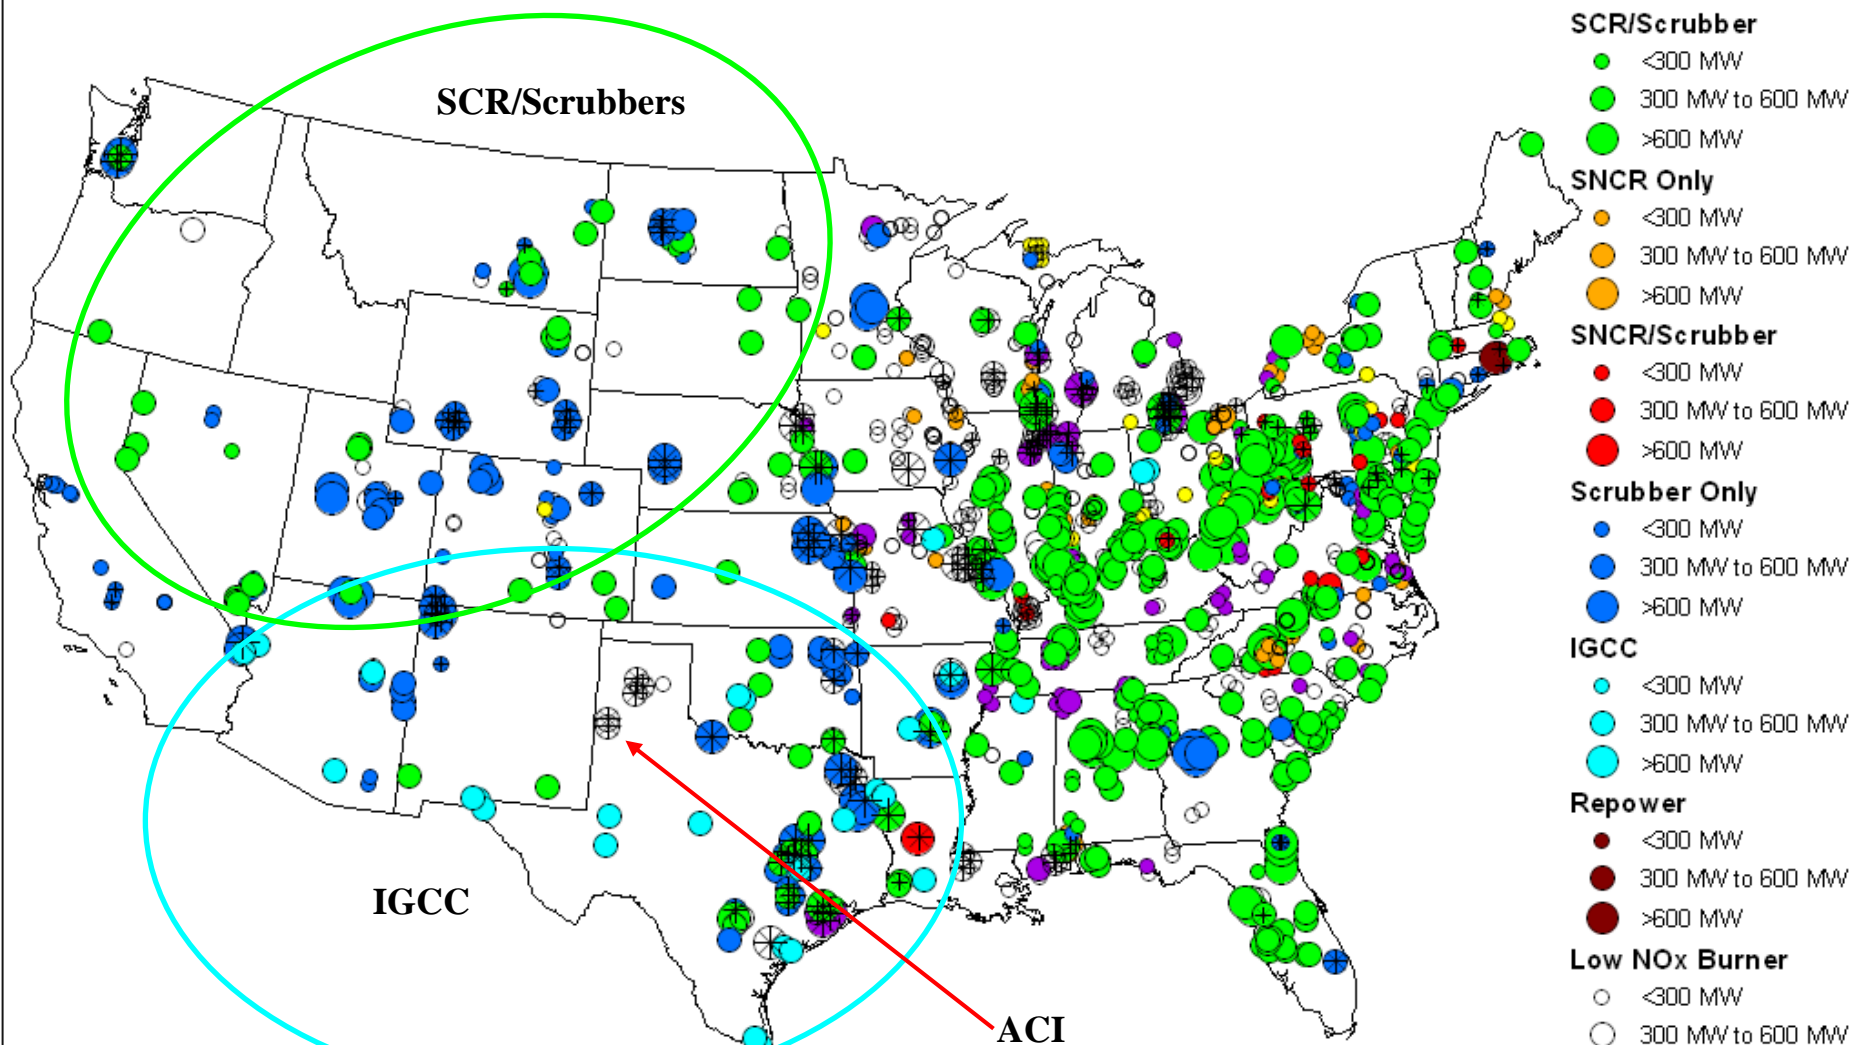 SCR/Scrubbers
IGCC
ACI
SCR/Scrubber
<300 MW
300 MW to 600 MW
>600 MW
SNCR Only
<300 MW
300 MW to 600 MW
>600 MW
SNCR/Scrubber
<300 MW
300 MW to 600 MW
>600 MW
Scrubber Only
<300 MW
300 MW to 600 MW
>600 MW
IGCC
<300 MW
300 MW to 600 MW
>600 MW
Repower
<300 MW
300 MW to 600 MW
>600 MW
Low NOx Burner
<300 MW
300 MW to 600 MW